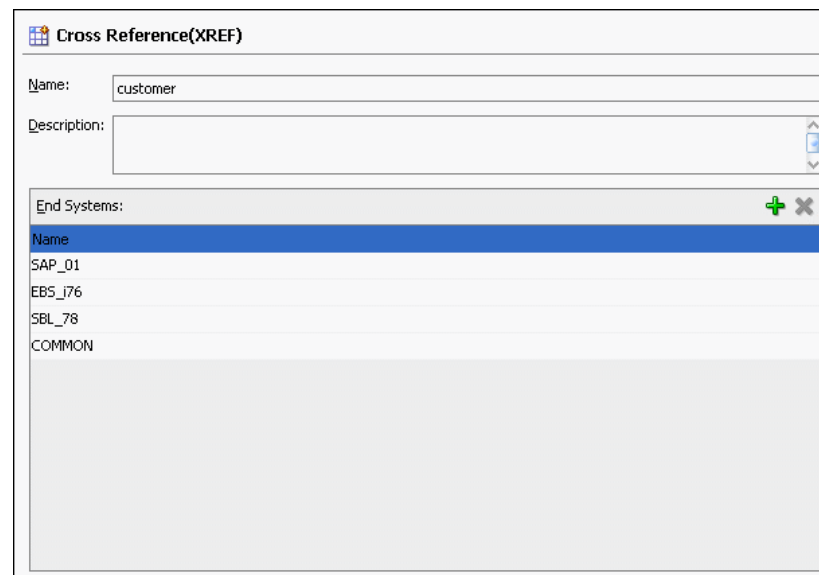 Cross Reference(XREF)
Name:
customer
Description:
End Systems:
Name
SAP_01
EBS_i76
SBL_78
COMMON